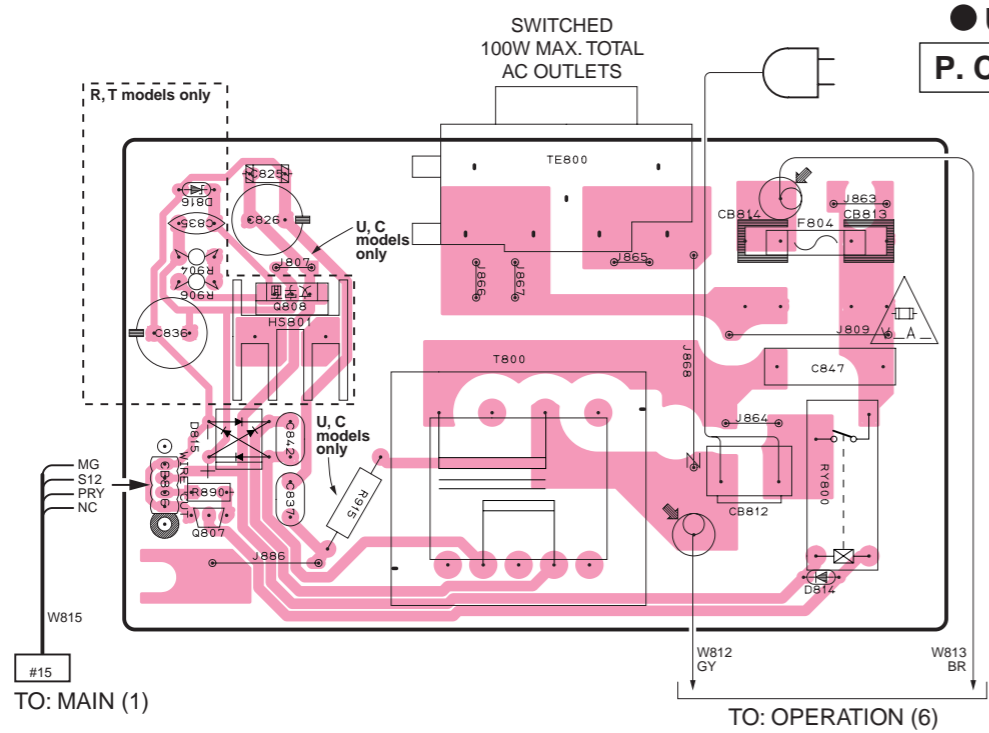 SWITCHED
100W MAX. TOTAL
AC OUTLETS
P. C
R, T models only
C825
TE800
D816
C835
C826
U, C
models
only
J807
R904
R906
Q808
HS801
C836
J866
J867
J865
CB814
J863
CB813
F804
J809
V A
T800
J868
C847
D815
C842
U, C
models
only
J864
MG
S12
PRY
NC
WIRE CUT
R890
C837
R915
Q807
J886
CB812
RY800
D814
W815
#15
TO: MAIN (1)
W812
GY
W813
BR
TO: OPERATION (6)